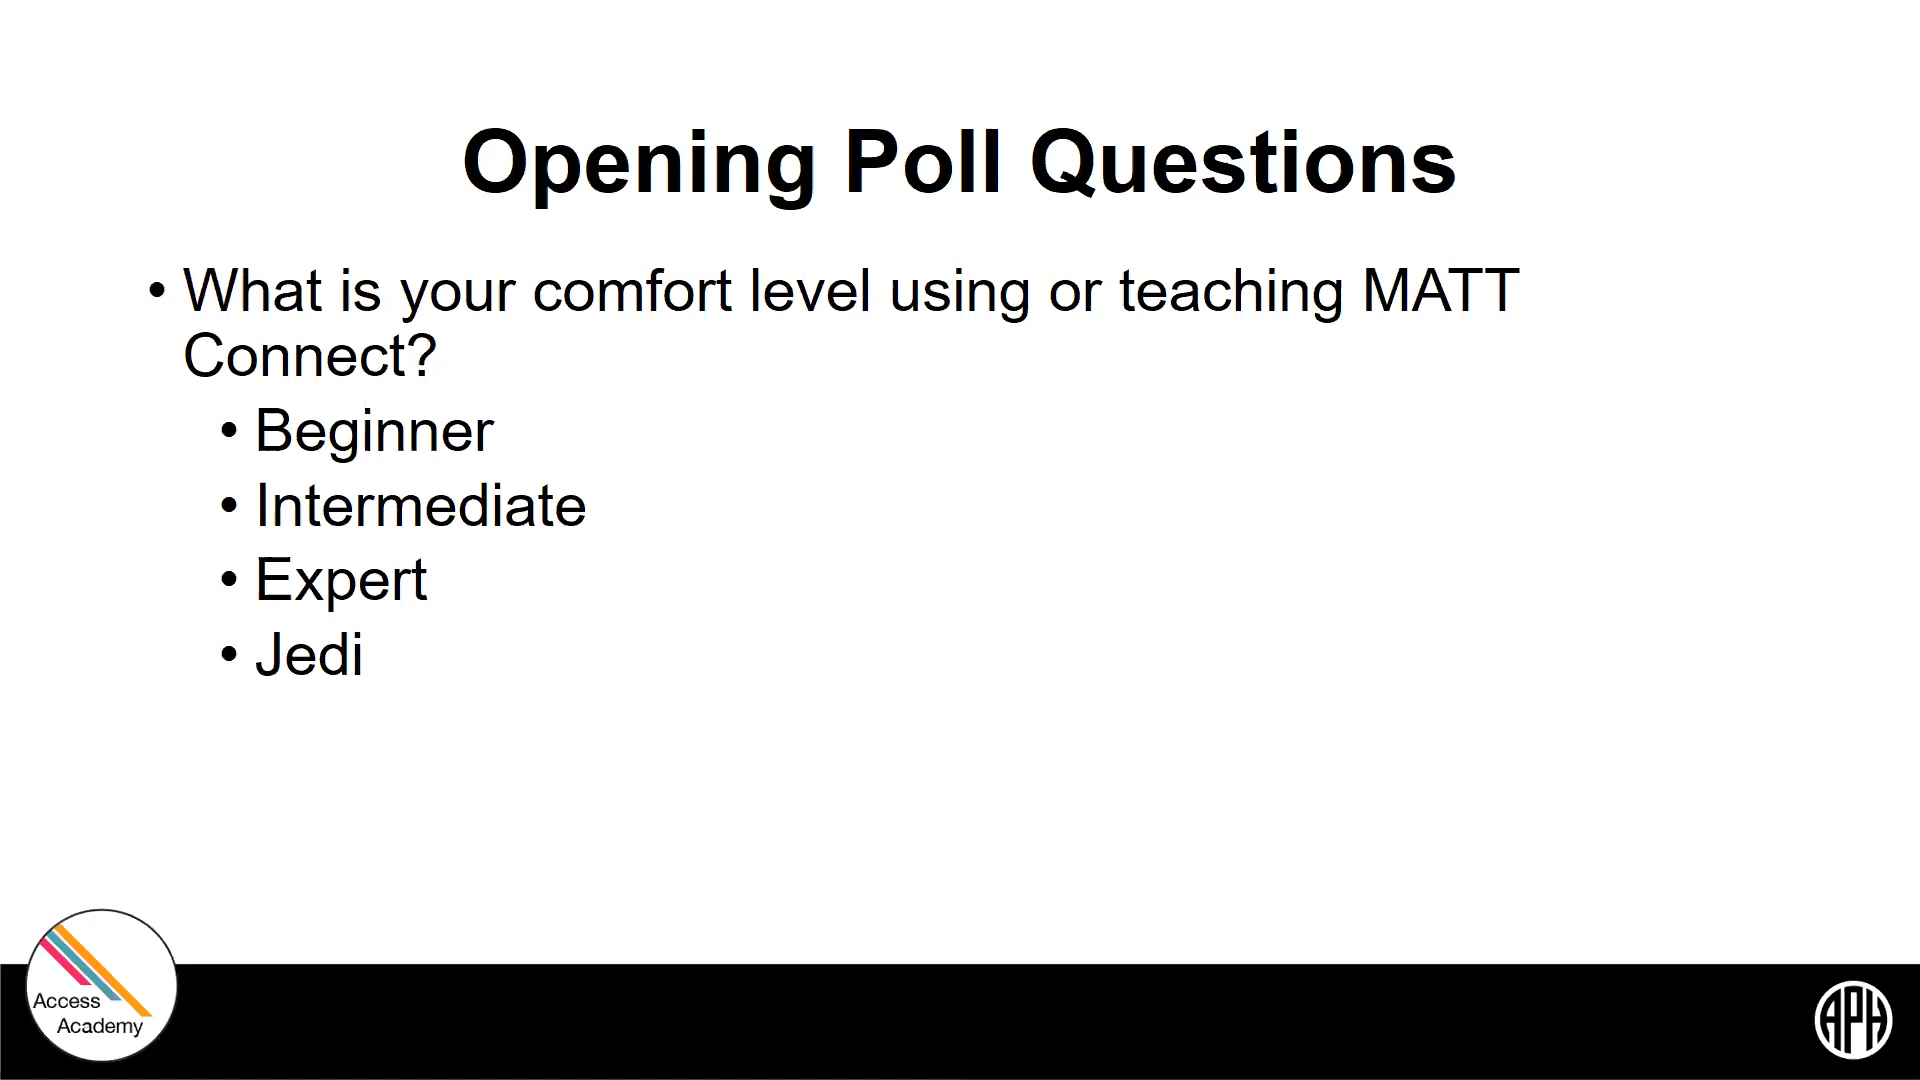 Opening Poll Questions
• What is your comfort level using or teaching MATT
Connect?
• Beginner
• Intermediate
• Expert
• Jedi
Access
Academy
APH